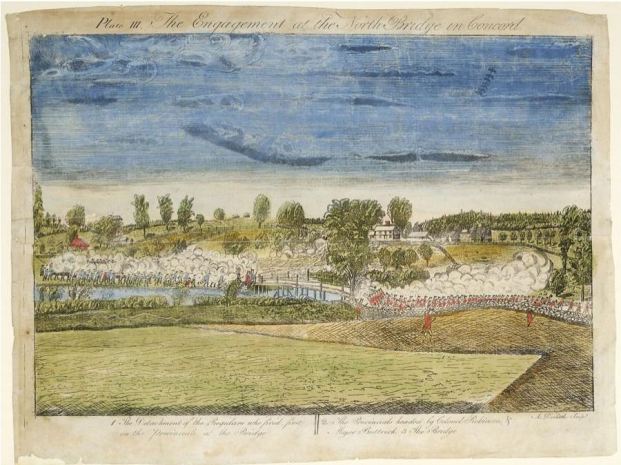 Plate III. The Engagement at the North Bridge in Concord.
1 The Detachment of the Regulars who fired first
on the Provincials at the Bridge
2 The Provincials headed by Colonel Robinson, &
Major Buttrick. 3 The Bridge
A. Doolittle Sculp